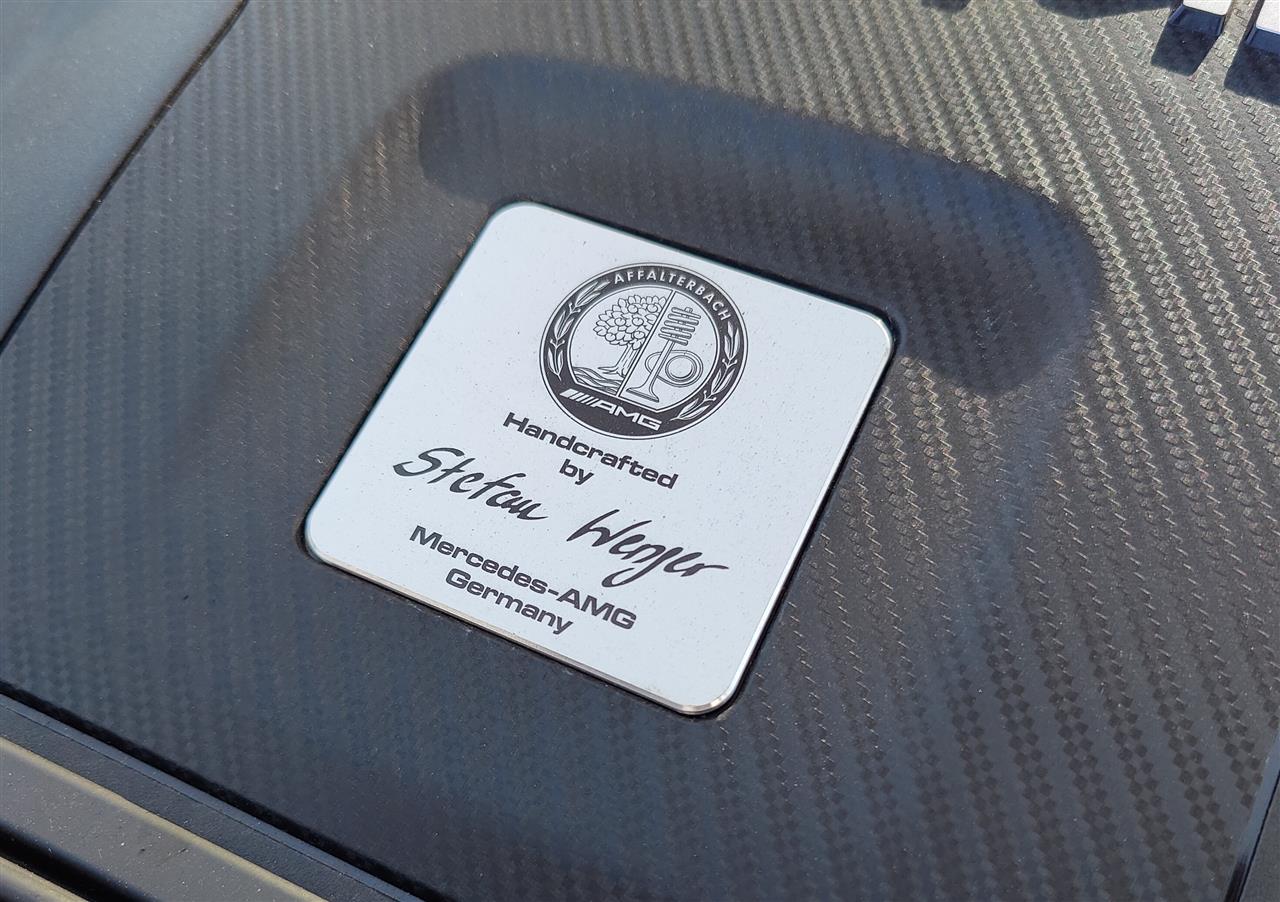 AFFALTERBACH
AMG
Handcrafted
by
Stefan Wenger
Mercedes-AMG
Germany